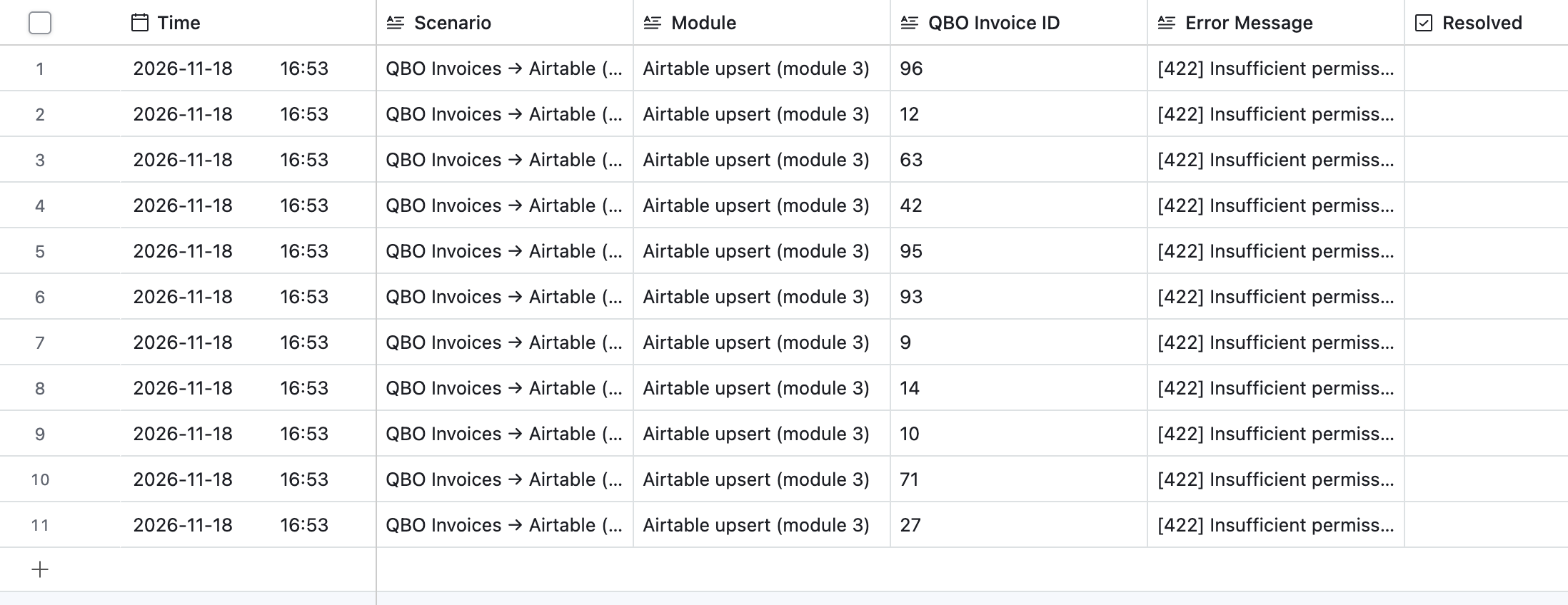 Time Scenario Module QBO Invoice ID Error Message Resolved
1 2026-11-18 16:53 QBO Invoices → Airtable (... Airtable upsert (module 3) 96 [422] Insufficient permiss...
2 2026-11-18 16:53 QBO Invoices → Airtable (... Airtable upsert (module 3) 12 [422] Insufficient permiss...
3 2026-11-18 16:53 QBO Invoices → Airtable (... Airtable upsert (module 3) 63 [422] Insufficient permiss...
4 2026-11-18 16:53 QBO Invoices → Airtable (... Airtable upsert (module 3) 42 [422] Insufficient permiss...
5 2026-11-18 16:53 QBO Invoices → Airtable (... Airtable upsert (module 3) 95 [422] Insufficient permiss...
6 2026-11-18 16:53 QBO Invoices → Airtable (... Airtable upsert (module 3) 93 [422] Insufficient permiss...
7 2026-11-18 16:53 QBO Invoices → Airtable (... Airtable upsert (module 3) 9 [422] Insufficient permiss...
8 2026-11-18 16:53 QBO Invoices → Airtable (... Airtable upsert (module 3) 14 [422] Insufficient permiss...
9 2026-11-18 16:53 QBO Invoices → Airtable (... Airtable upsert (module 3) 10 [422] Insufficient permiss...
10 2026-11-18 16:53 QBO Invoices → Airtable (... Airtable upsert (module 3) 71 [422] Insufficient permiss...
11 2026-11-18 16:53 QBO Invoices → Airtable (... Airtable upsert (module 3) 27 [422] Insufficient permiss...